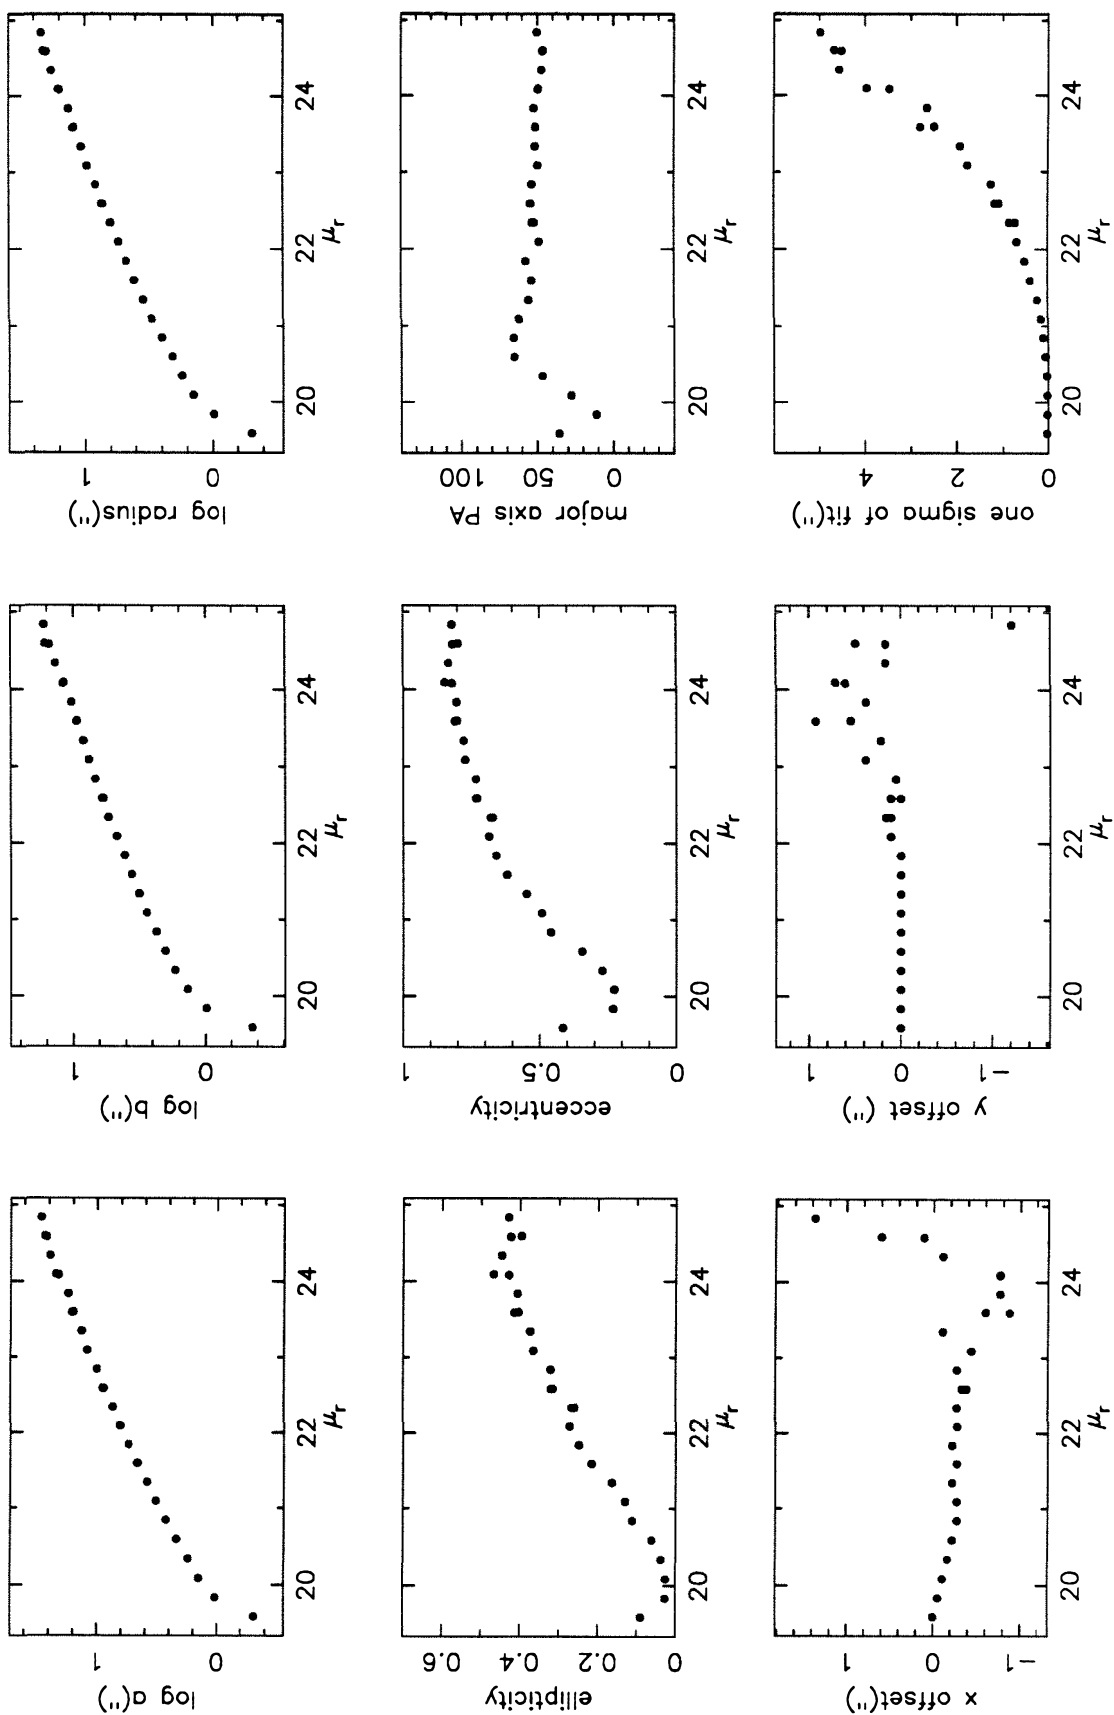 log a(")
1
0
20 22 24
μr
log b(")
1
0
20 22 24
μr
log radius(")
1
0
20 22 24
μr
ellipticity
0.6
0.4
0.2
0
20 22 24
μr
eccentricity
1
0.5
0
20 22 24
μr
major axis PA
100
50
0
20 22 24
μr
x offset(")
1
0
-1
20 22 24
μr
y offset (")
1
0
-1
20 22 24
μr
one sigma of fit(")
4
2
0
20 22 24
μr